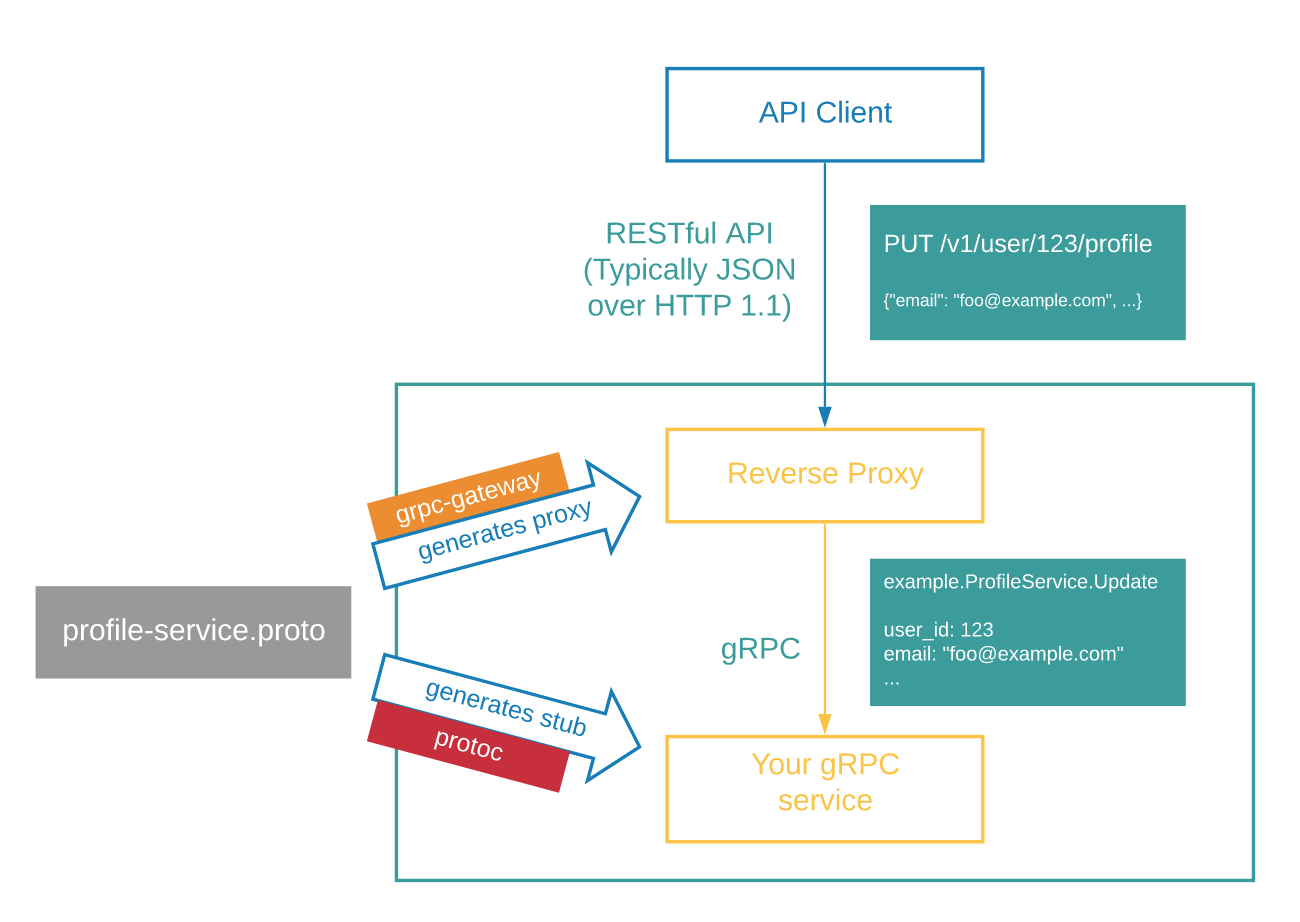 API Client
RESTful API
(Typically JSON
over HTTP 1.1)
PUT /v1/user/123/profile
{"email": "foo@example.com", ...}
Reverse Proxy
grpc-gateway
generates proxy
profile-service.proto
generates stub
protoc
gRPC
example.ProfileService.Update
user_id: 123
email: "foo@example.com"
...
Your gRPC
service